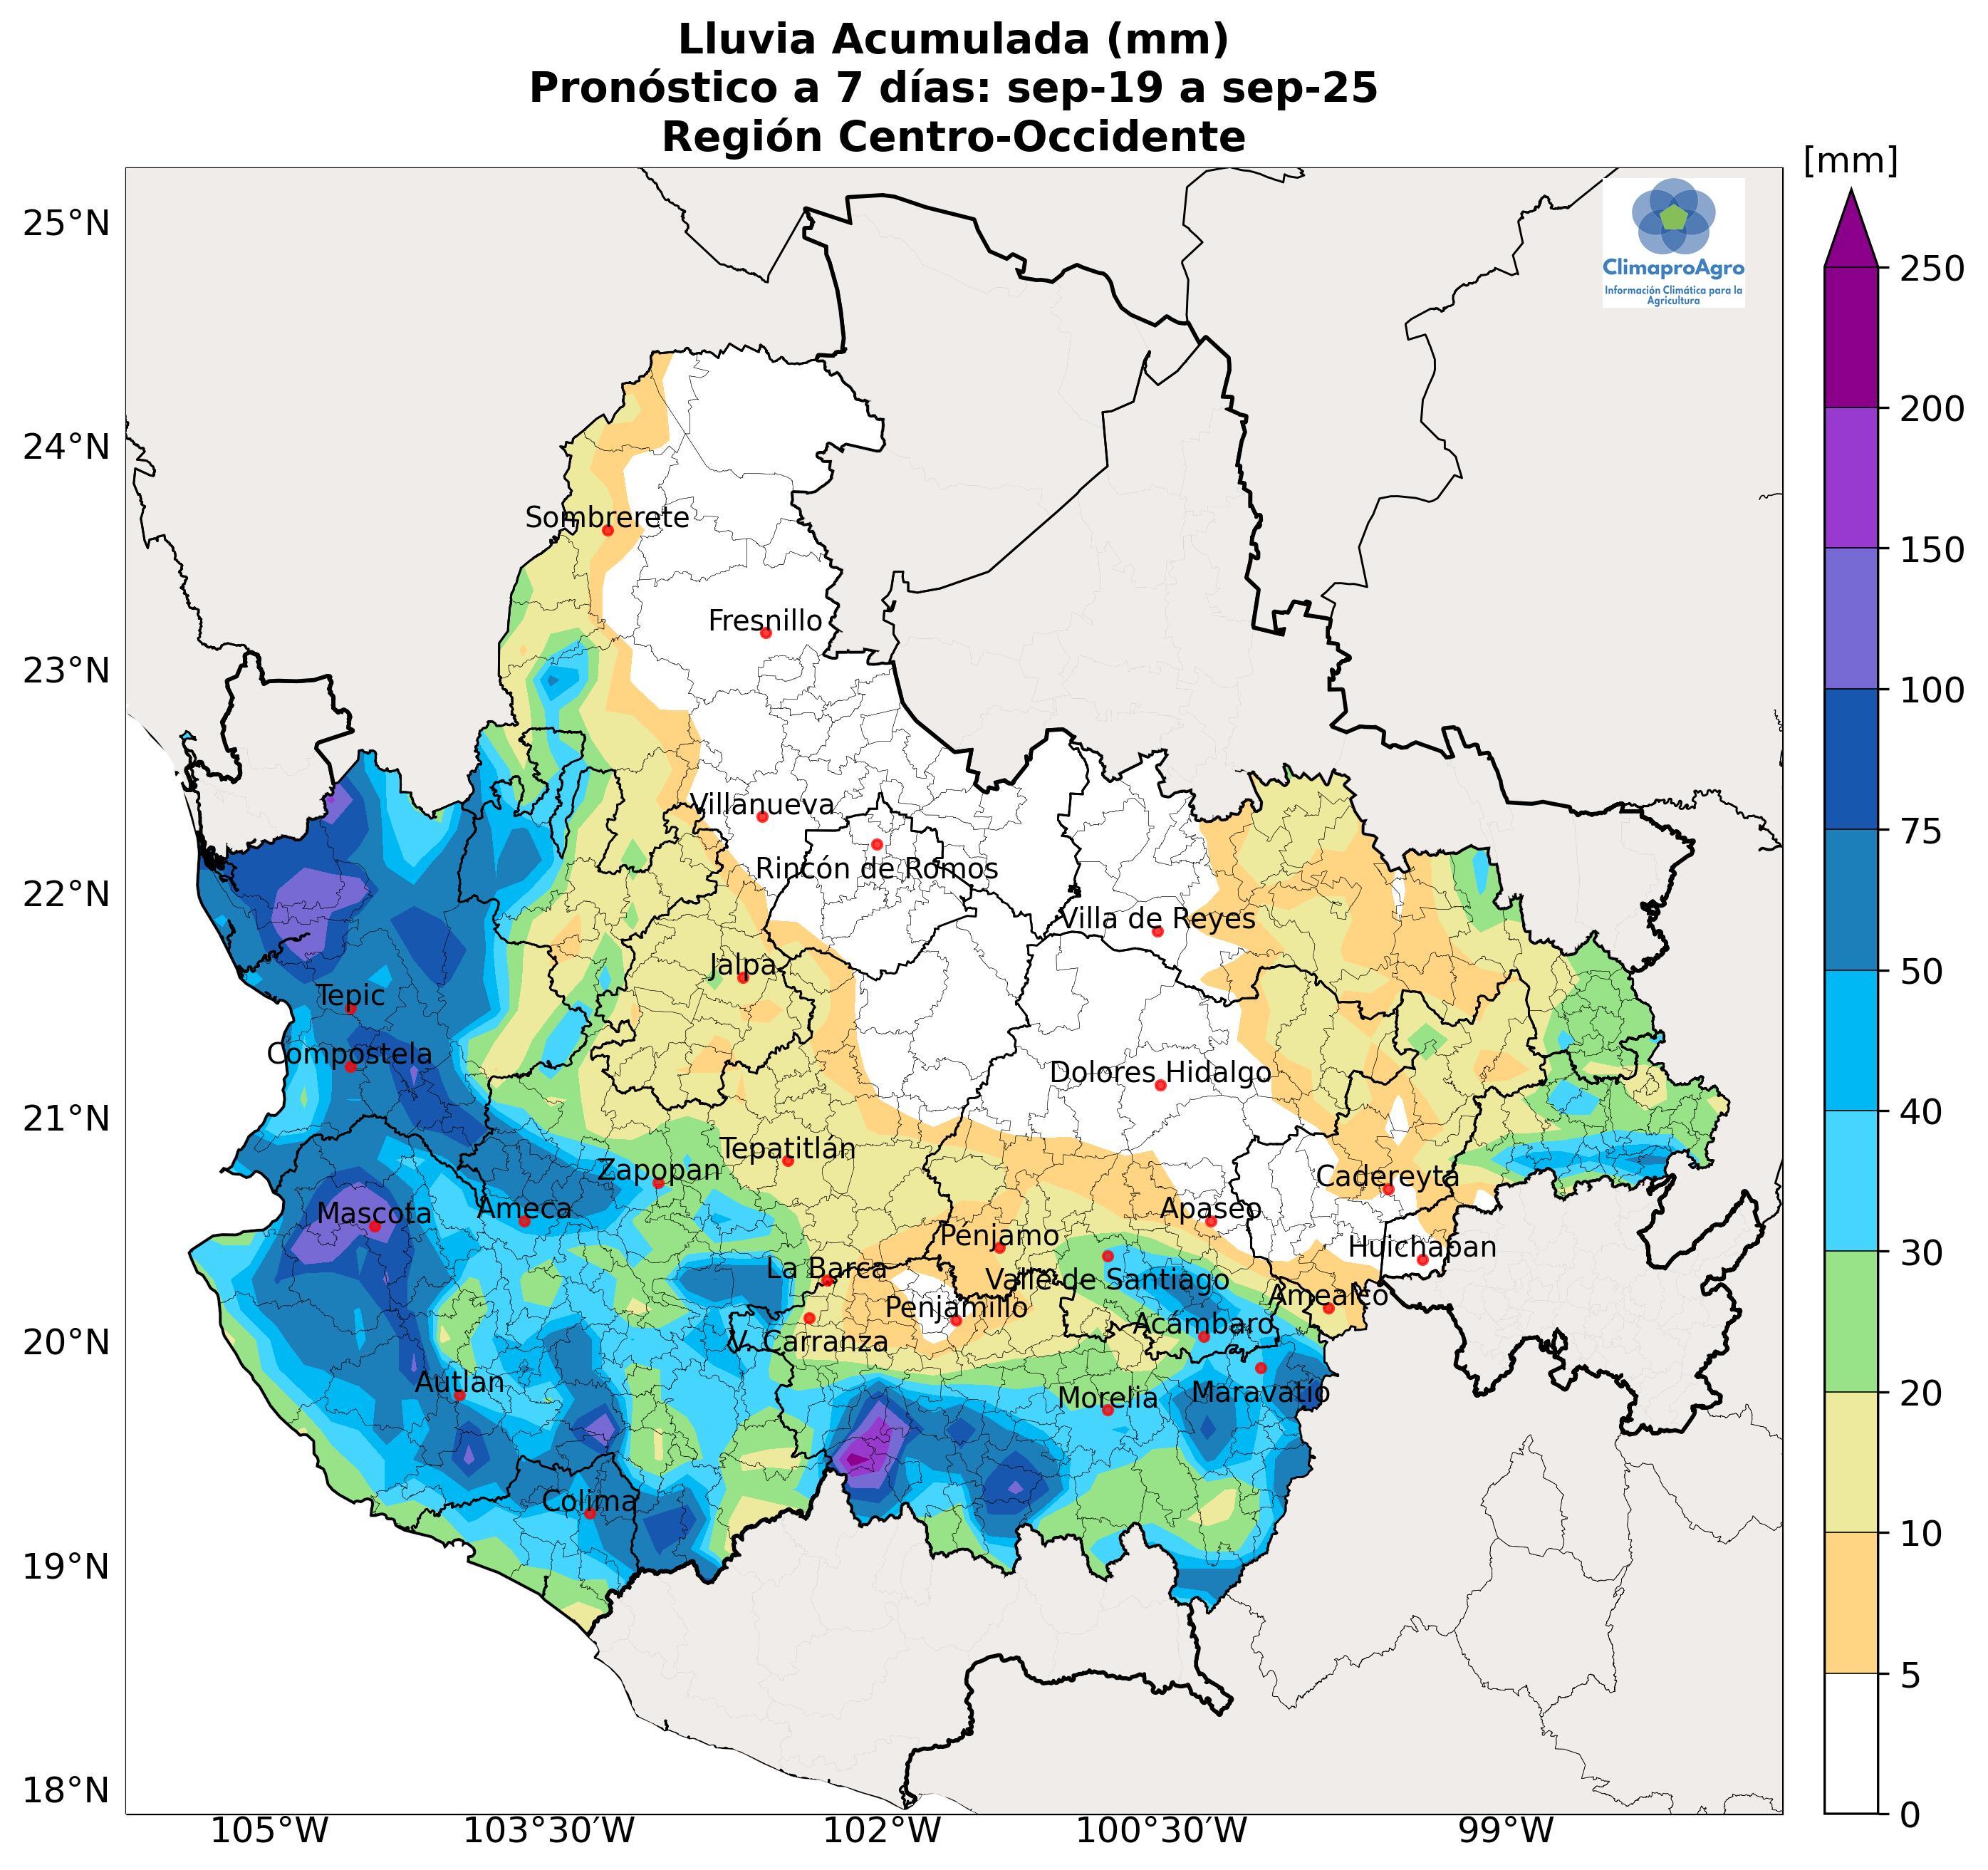 Lluvia Acumulada (mm)
Pronóstico a 7 días: sep-19 a sep-25
Región Centro-Occidente
[mm]
25°N
24°N
23°N
22°N
21°N
20°N
19°N
18°N
ClimaproAgro
Información Climática para la
Agricultura
Sombrerete
Fresnillo
Villanueva
Rincón de Romos
Villa de Reyes
Jalpa
Tepic
Compostela
Dolores Hidalgo
Tepatitlán
Zapopan
Cadereyta
Mascota
Ameca
Apaseo
Penjamo
Huichapan
La Barca
Valle de Santiago
Amealco
Penjamillo
Acámbaro
V. Carranza
Autlan
Morelia
Maravatío
Colima
250
200
150
100
75
50
40
30
20
10
5
0
105°W
103°30'W
102°W
100°30'W
99°W